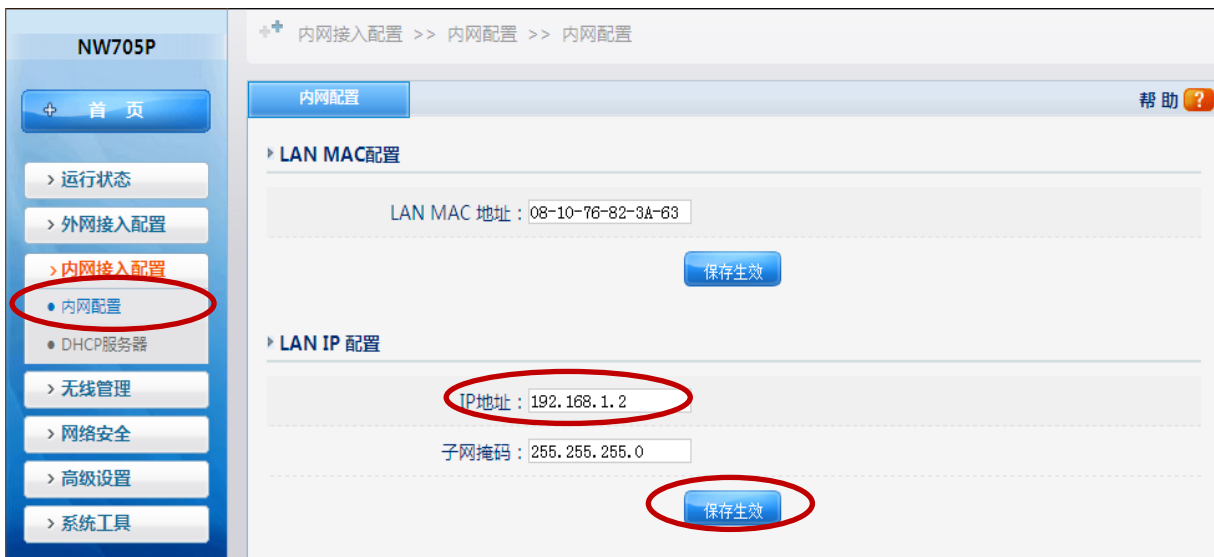 NW705P
首 页
> 运行状态
> 外网接入配置
> 内网接入配置
● 内网配置
● DHCP服务器
> 无线管理
> 网络安全
> 高级设置
> 系统工具
内网接入配置 >> 内网配置 >> 内网配置
内网配置
帮 助 ?
LAN MAC配置
LAN MAC 地址：08-10-76-82-3A-63
保存生效
LAN IP 配置
IP地址：192.168.1.2
子网掩码：255.255.255.0
保存生效